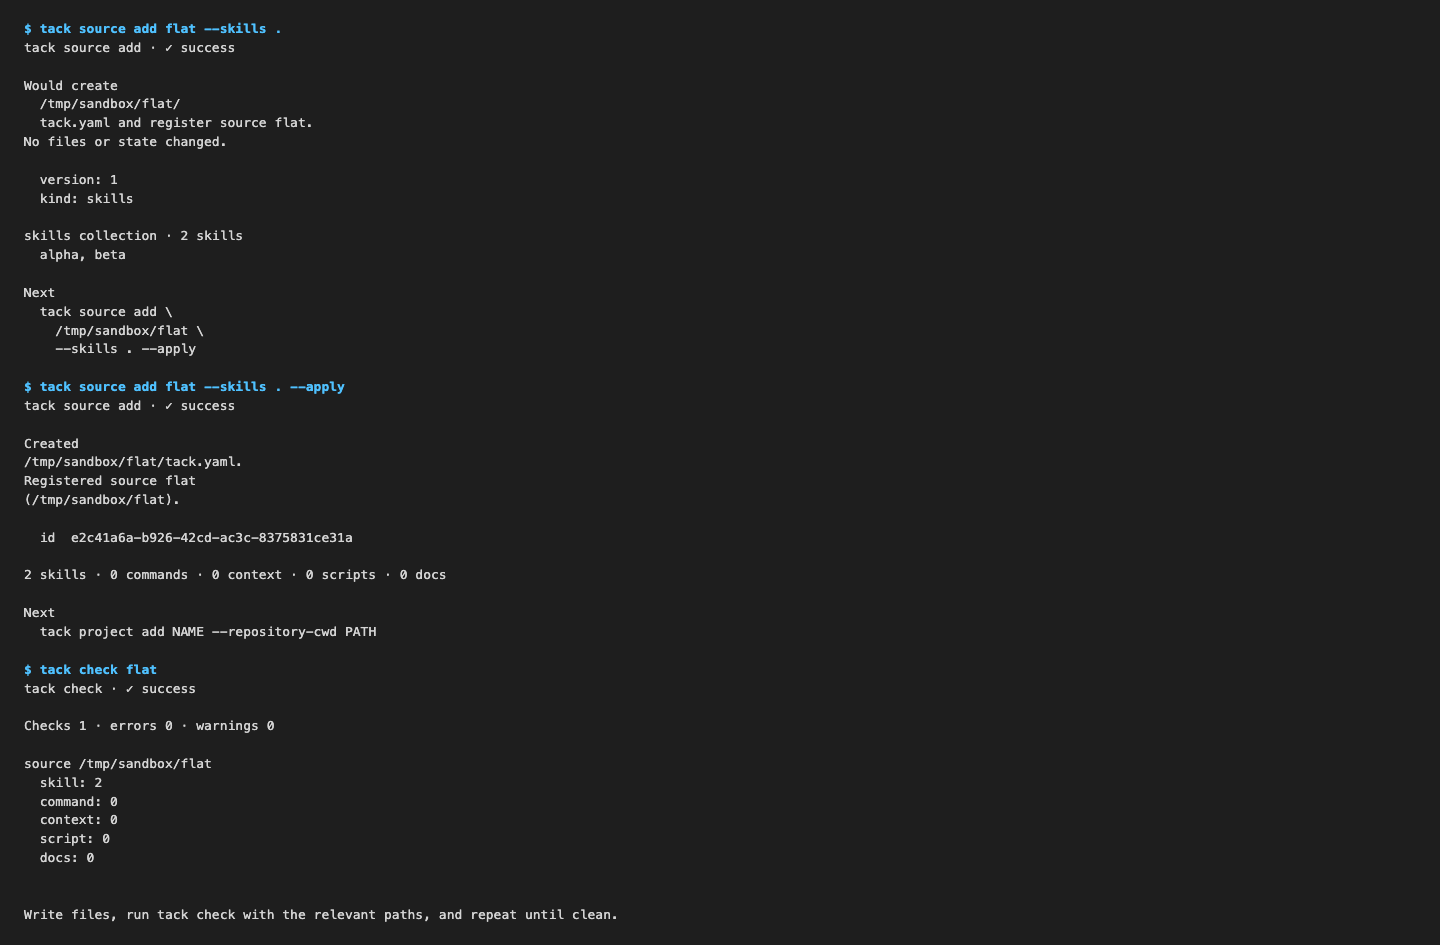 $ tack source add flat --skills .
tack source add · ✓ success
Would create
/tmp/sandbox/flat/
tack.yaml and register source flat.
No files or state changed.
version: 1
kind: skills
skills collection · 2 skills
alpha, beta
Next
tack source add \
/tmp/sandbox/flat \
--skills . --apply
$ tack source add flat --skills . --apply
tack source add · ✓ success
Created
/tmp/sandbox/flat/tack.yaml.
Registered source flat
(/tmp/sandbox/flat).
id  e2c41a6a-b926-42cd-ac3c-8375831ce31a
2 skills · 0 commands · 0 context · 0 scripts · 0 docs
Next
tack project add NAME --repository-cwd PATH
$ tack check flat
tack check · ✓ success
Checks 1 · errors 0 · warnings 0
source /tmp/sandbox/flat
skill: 2
command: 0
context: 0
script: 0
docs: 0
Write files, run tack check with the relevant paths, and repeat until clean.